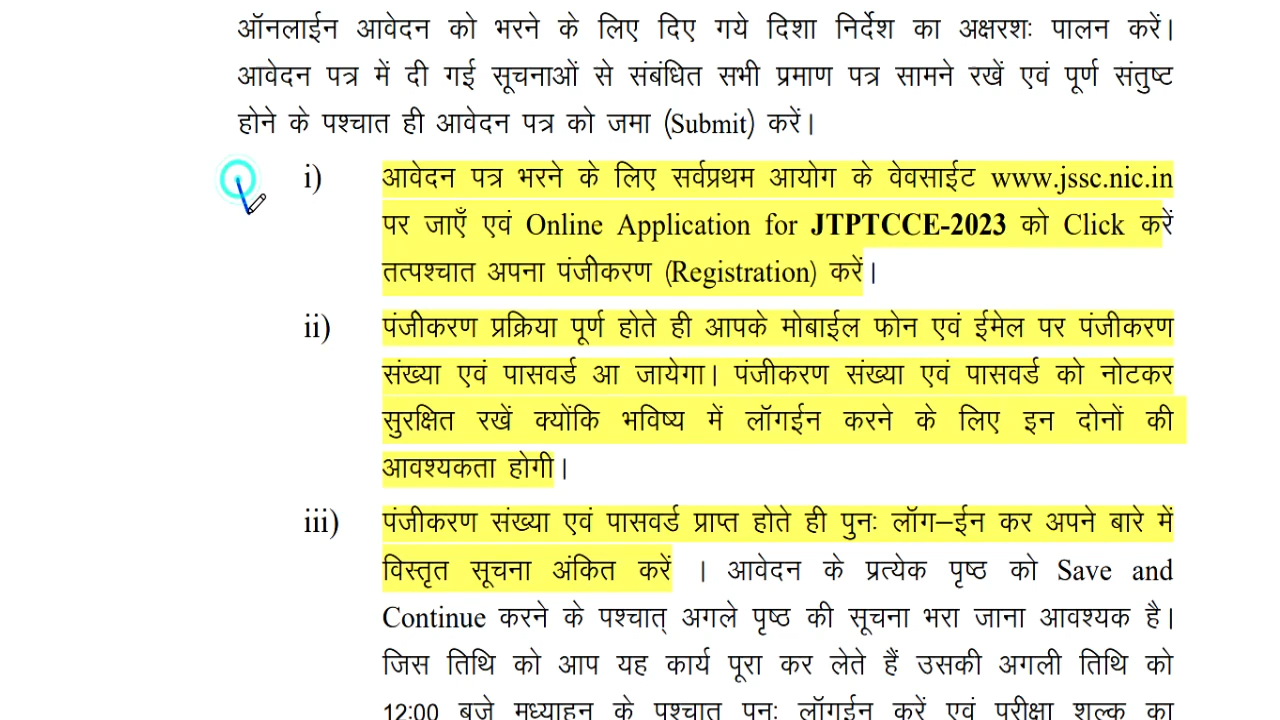 ऑनलाईन आवेदन को भरने के लिए दिए गये दिशा निर्देश का अक्षरशः पालन करें।
आवेदन पत्र में दी गई सूचनाओं से संबंधित सभी प्रमाण पत्र सामने रखें एवं पूर्ण संतुष्ट
होने के पश्चात ही आवेदन पत्र को जमा (Submit) करें।
i) आवेदन पत्र भरने के लिए सर्वप्रथम आयोग के वेवसाईट www.jssc.nic.in
पर जाएँ एवं Online Application for JTPTCCE-2023 को Click करें
तत्पश्चात अपना पंजीकरण (Registration) करें।
ii) पंजीकरण प्रक्रिया पूर्ण होते ही आपके मोबाईल फोन एवं ईमेल पर पंजीकरण
संख्या एवं पासवर्ड आ जायेगा। पंजीकरण संख्या एवं पासवर्ड को नोटकर
सुरक्षित रखें क्योंकि भविष्य में लॉगईन करने के लिए इन दोनों की
आवश्यकता होगी।
iii) पंजीकरण संख्या एवं पासवर्ड प्राप्त होते ही पुनः लॉग–ईन कर अपने बारे में
विस्तृत सूचना अंकित करें । आवेदन के प्रत्येक पृष्ठ को Save and
Continue करने के पश्चात् अगले पृष्ठ की सूचना भरा जाना आवश्यक है।
जिस तिथि को आप यह कार्य पूरा कर लेते हैं उसकी अगली तिथि को
12:00 बजे मध्याहन के पश्चात पुनः लॉगईन करें एवं परीक्षा शुल्क का